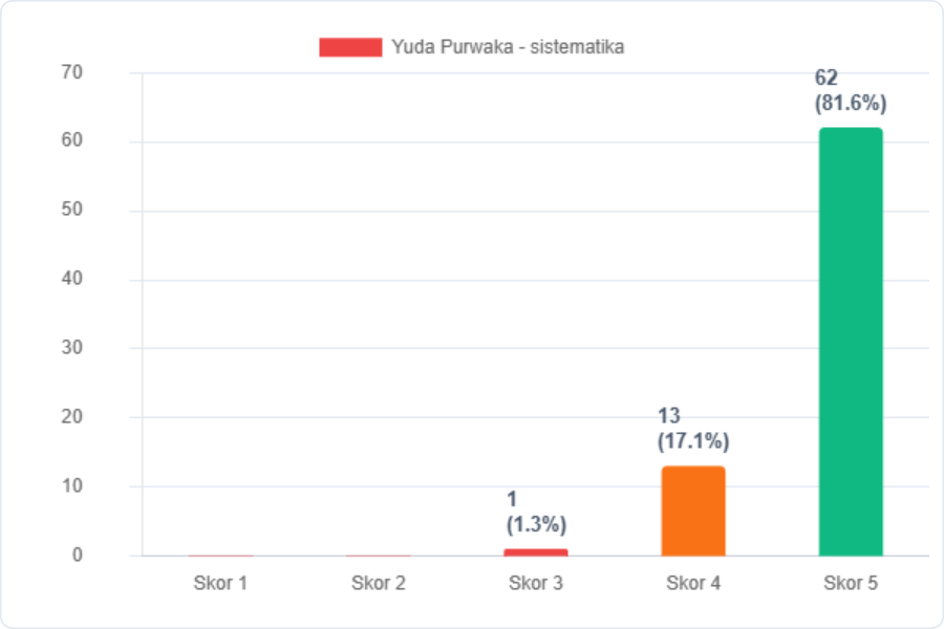 Yuda Purwaka - sistematika
70
60
50
40
30
20
10
0
62
(81.6%)
13
(17.1%)
1
(1.3%)
Skor 1
Skor 2
Skor 3
Skor 4
Skor 5